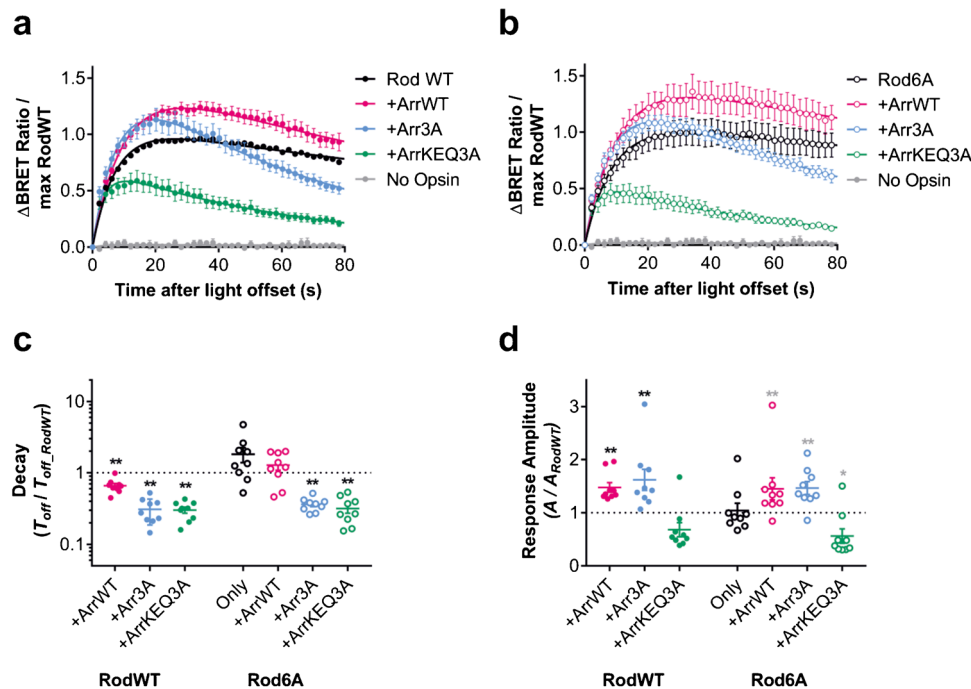 a
ΔBRET Ratio /
max RodWT
1.5
1.0
0.5
0.0
0
20
40
60
80
Time after light offset (s)
Rod WT
+ArrWT
+Arr3A
+ArrKEQ3A
No Opsin
b
ΔBRET Ratio /
max RodWT
1.5
1.0
0.5
0.0
0
20
40
60
80
Time after light offset (s)
Rod6A
+ArrWT
+Arr3A
+ArrKEQ3A
No Opsin
c
Decay
(Toff / Toff_RodWT)
10
1
0.1
**
**
**
**
**
+ArrWT
+Arr3A
+ArrKEQ3A
Only
+ArrWT
+Arr3A
+ArrKEQ3A
RodWT
Rod6A
d
Response Amplitude
(A / ARodWT)
3
2
1
0
**
**
**
**
*
+ArrWT
+Arr3A
+ArrKEQ3A
Only
+ArrWT
+Arr3A
+ArrKEQ3A
RodWT
Rod6A